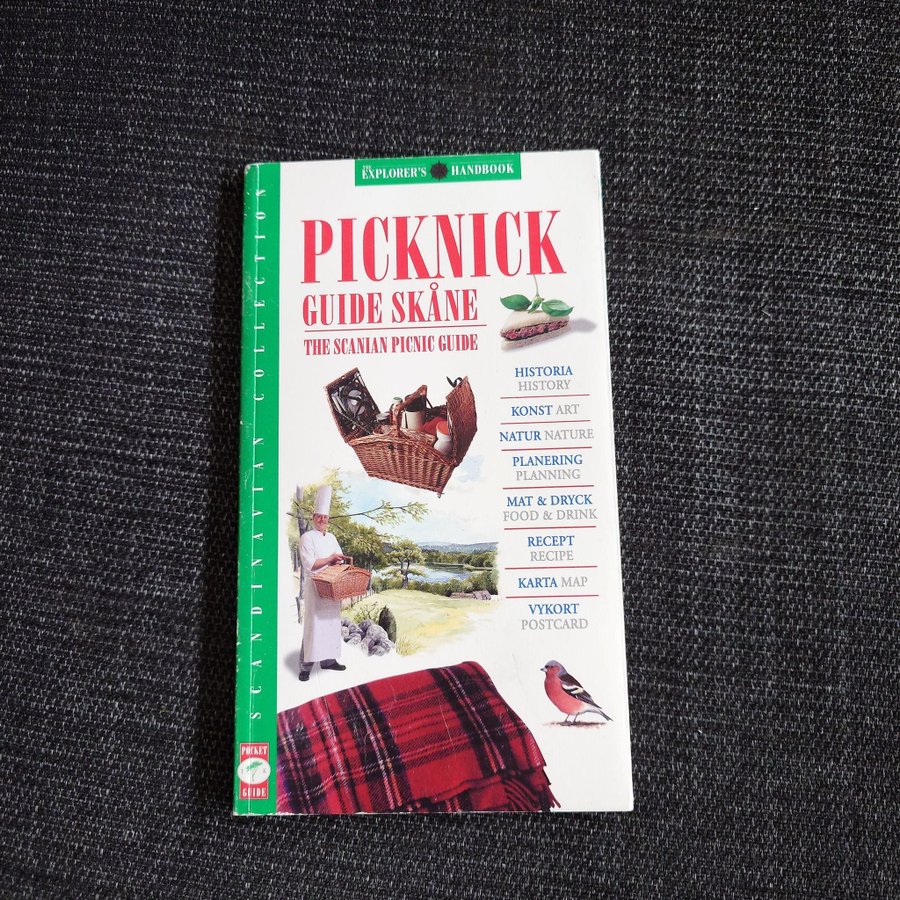 THE EXPLORER'S HANDBOOK
PICKNICK
GUIDE SKÅNE
THE SCANIAN PICNIC GUIDE
HISTORIA
HISTORY
KONST ART
NATUR NATURE
PLANERING
PLANNING
MAT & DRYCK
FOOD & DRINK
RECEPT
RECIPE
KARTA MAP
VYKORT
POSTCARD
SCANDINAVIAN COLLECTION
POCKET
GUIDE